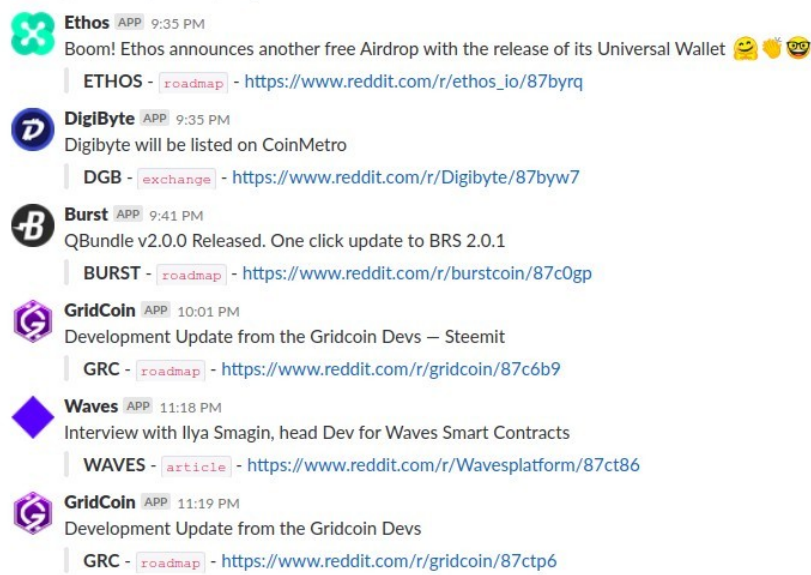 Ethos APP 9:35 PM
Boom! Ethos announces another free Airdrop with the release of its Universal Wallet 🤗👏🤓
ETHOS - roadmap - https://www.reddit.com/r/ethos_io/87byrq
DigiByte APP 9:35 PM
Digibyte will be listed on CoinMetro
DGB - exchange - https://www.reddit.com/r/Digibyte/87byw7
Burst APP 9:41 PM
QBundle v2.0.0 Released. One click update to BRS 2.0.1
BURST - roadmap - https://www.reddit.com/r/burstcoin/87c0gp
GridCoin APP 10:01 PM
Development Update from the Gridcoin Devs — Steemit
GRC - roadmap - https://www.reddit.com/r/gridcoin/87c6b9
Waves APP 11:18 PM
Interview with Ilya Smagin, head Dev for Waves Smart Contracts
WAVES - article - https://www.reddit.com/r/Wavesplatform/87ct86
GridCoin APP 11:19 PM
Development Update from the Gridcoin Devs
GRC - roadmap - https://www.reddit.com/r/gridcoin/87ctp6